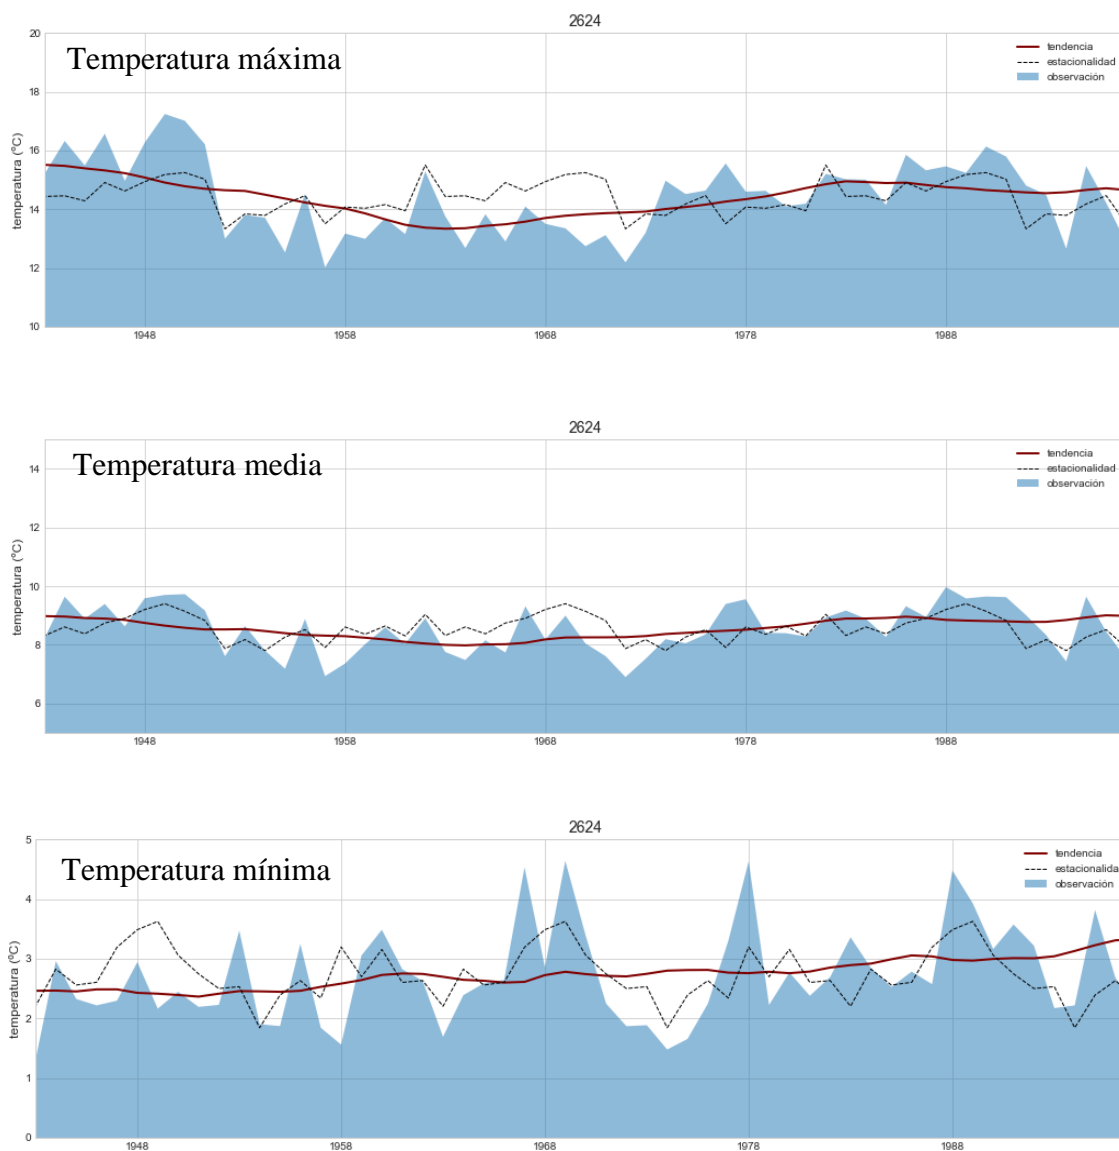 2624
Temperatura máxima
tendencia
estacionalidad
observación
temperatura (ºC)
20
18
16
14
12
10
1948
1958
1968
1978
1988
2624
Temperatura media
tendencia
estacionalidad
observación
temperatura (ºC)
14
12
10
8
6
1948
1958
1968
1978
1988
2624
Temperatura mínima
tendencia
estacionalida
observación
temperatura (ºC)
5
4
3
2
1
0
1948
1958
1968
1978
1988